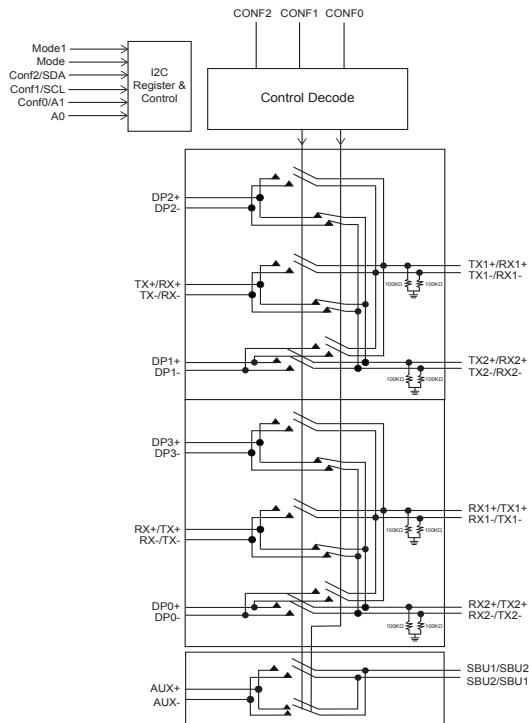 CONF2 CONF1 CONF0
Mode1
Mode
Conf2/SDA
Conf1/SCL
Conf0/A1
A0
I2C
Register &
Control
Control Decode
DP2+
DP2-
TX+/RX+
TX-/RX-
TX1+/RX1+
TX1-/RX1-
100KΩ 100KΩ
DP1+
DP1-
TX2+/RX2+
TX2-/RX2-
100KΩ 100KΩ
DP3+
DP3-
RX+/TX+
RX-/TX-
RX1+/TX1+
RX1-/TX1-
100KΩ 100KΩ
DP0+
DP0-
RX2+/TX2+
RX2-/TX2-
100KΩ 100KΩ
AUX+
AUX-
SBU1/SBU2
SBU2/SBU1